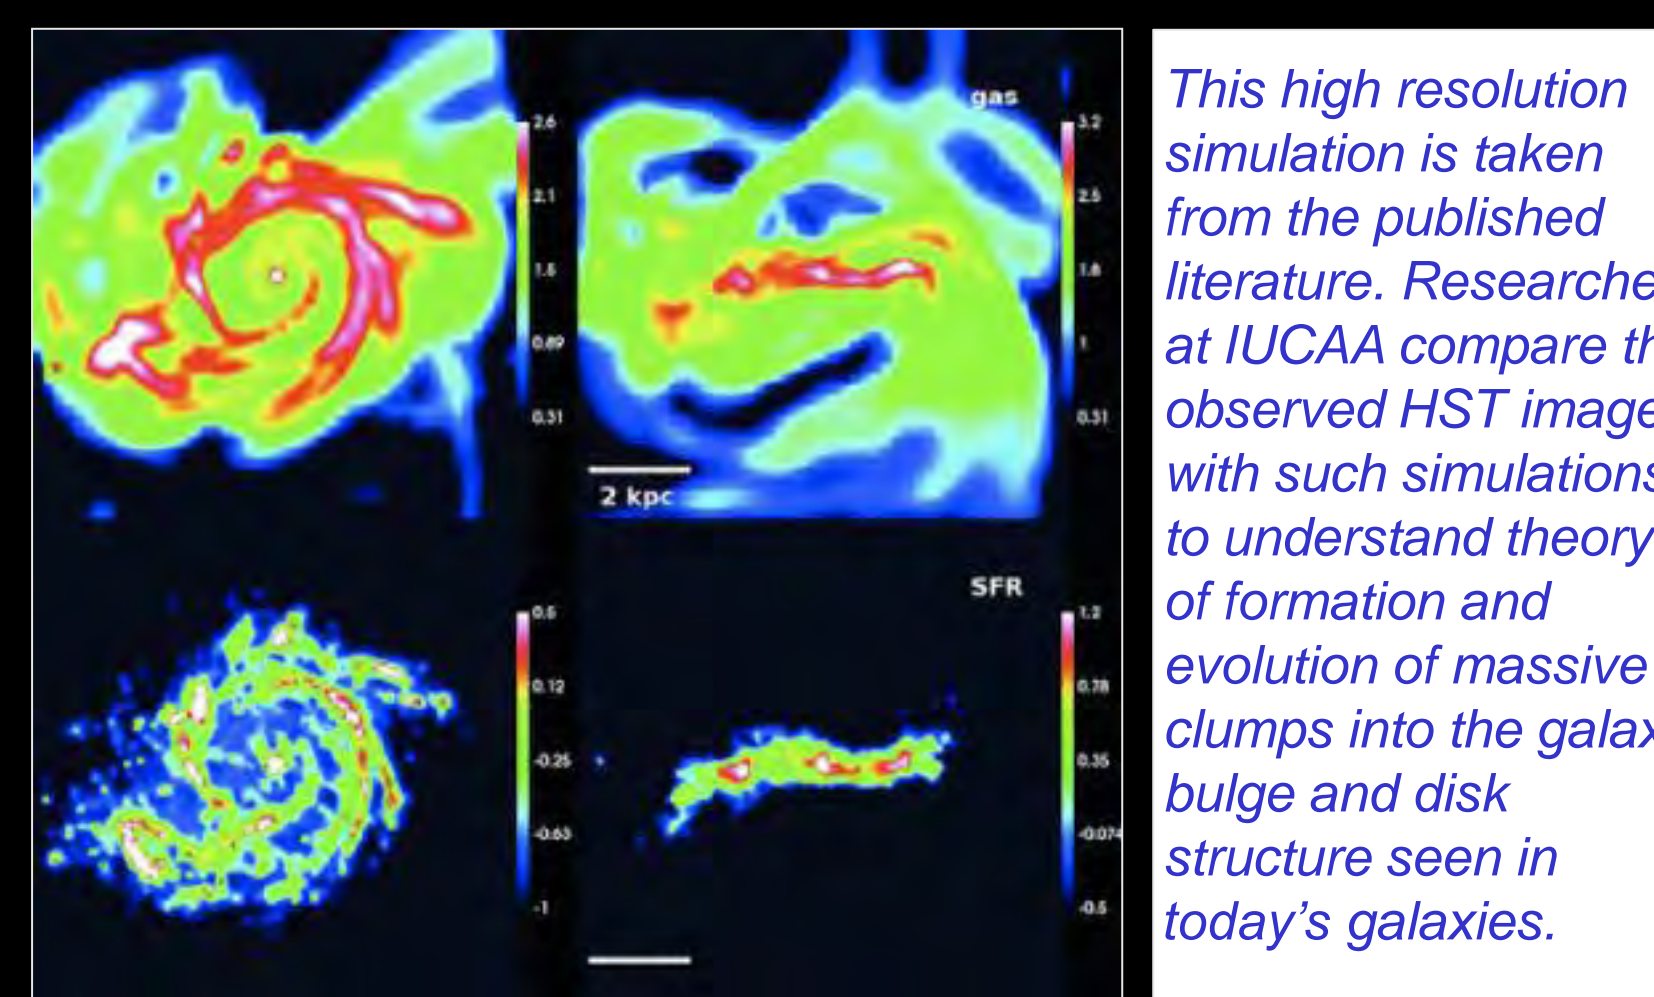 gas
2.6
2.1
1.5
0.89
0.31
3.2
2.5
1.8
1
0.31
2 kpc
SFR
0.5
0.12
-0.25
-0.63
-1
1.2
0.78
0.35
-0.074
-0.5
This high resolution
simulation is taken
from the published
literature. Researche
at IUCAA compare th
observed HST image
with such simulations
to understand theory
of formation and
evolution of massive
clumps into the galax
bulge and disk
structure seen in
today’s galaxies.